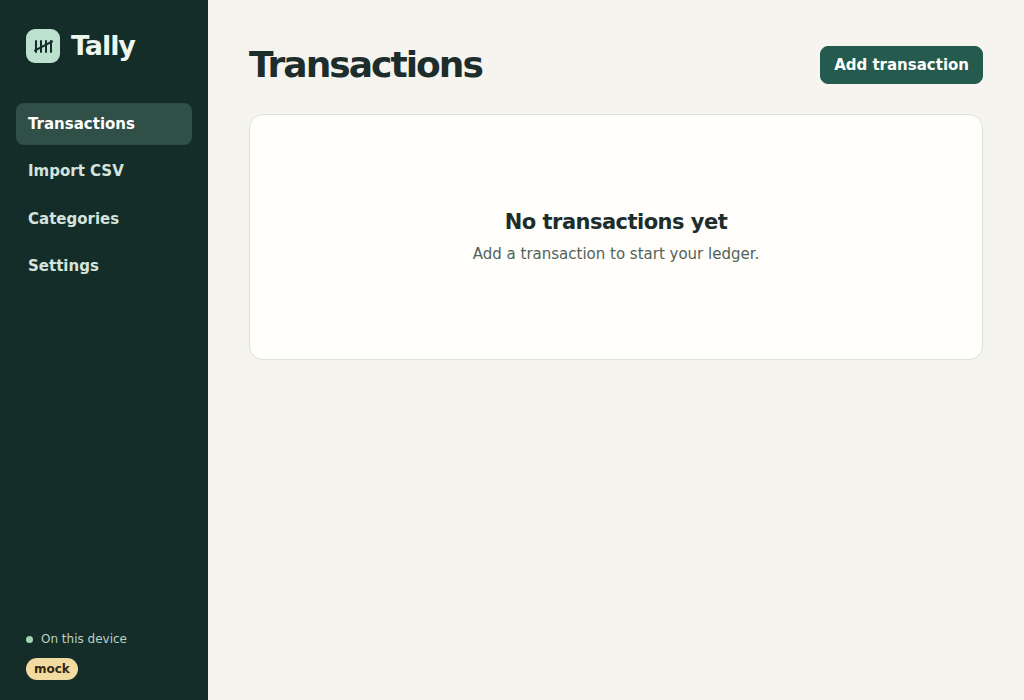 Tally
Transactions
Import CSV
Categories
Settings
On this device
mock
Transactions
Add transaction
No transactions yet
Add a transaction to start your ledger.